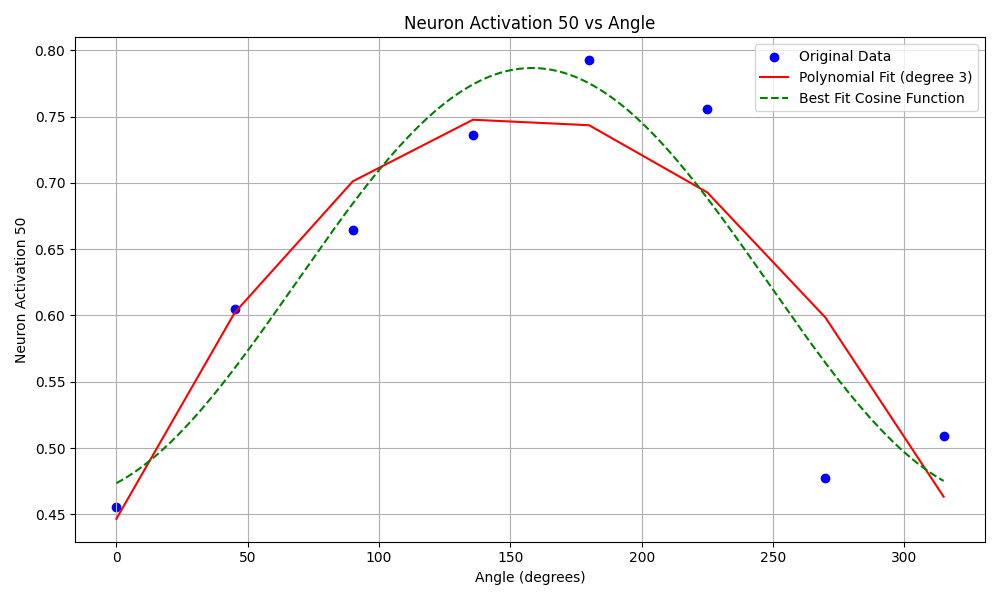 Neuron Activation 50 vs Angle
Original Data
Polynomial Fit (degree 3)
Best Fit Cosine Function
Neuron Activation 50
0.80
0.75
0.70
0.65
0.60
0.55
0.50
0.45
0 50 100 150 200 250 300
Angle (degrees)